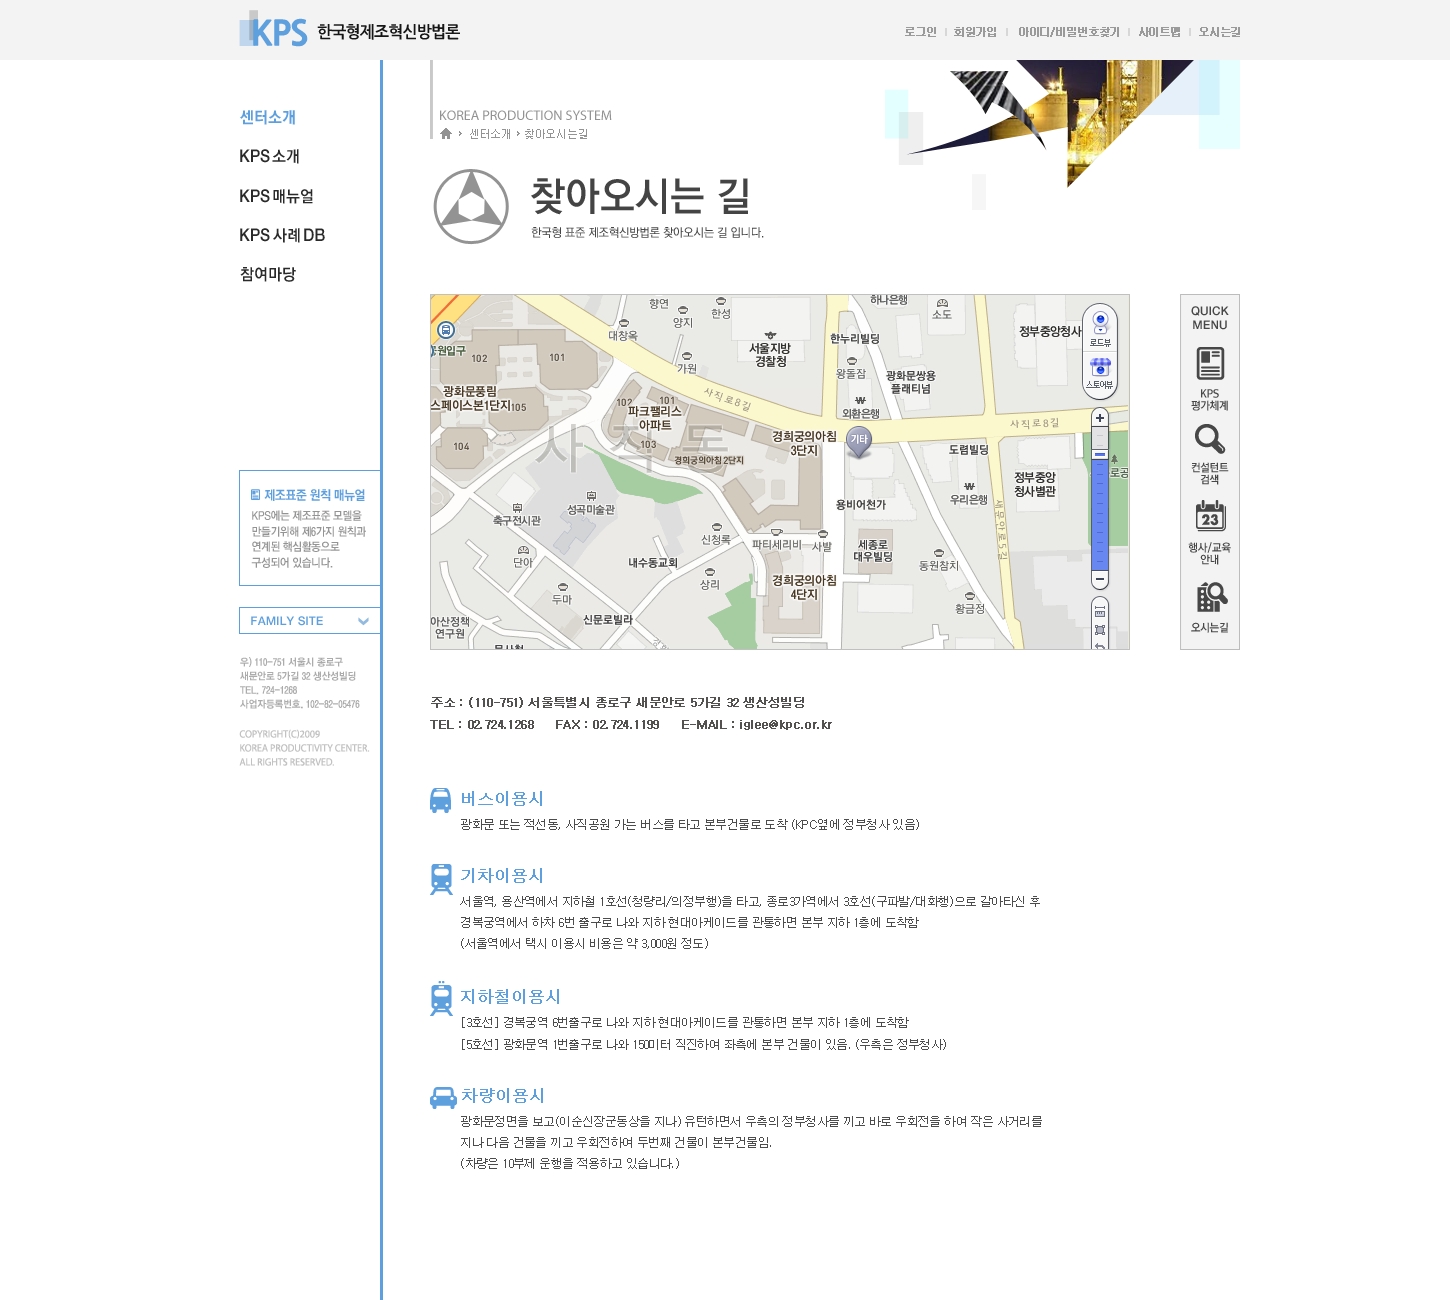 KPS 한국형제조혁신방법론
로그인 | 회원가입 | 아이디/비밀번호찾기 | 사이트맵 | 오시는길
센터소개
KPS 소개
KPS 매뉴얼
KPS 사례 DB
참여마당
제조표준 원칙 매뉴얼
KPS에는 제조표준 모델을
만들기위해 제6가지 원칙과
연계된 핵심활동으로
구성되어 있습니다.
FAMILY SITE
우) 110-751 서울시 종로구
새문안로 5가길 32 생산성빌딩
TEL. 724-1268
사업자등록번호. 102-82-05476
COPYRIGHT(C)2009
KOREA PRODUCTIVITY CENTER.
ALL RIGHTS RESERVED.
KOREA PRODUCTION SYSTEM
센터소개 > 찾아오시는길
찾아오시는 길
한국형 표준 제조혁신방법론 찾아오시는 길 입니다.
향연
양지
한성
대창옥
가원
서울지방
경찰청
하나은행
소도
한누리빌딩
왕돌잠
광화문쌍용
플래티넘
외환은행
정부중앙청사
로드뷰
스토어뷰
공원입구
102
101
광화문풍림
스페이스본1단지
105
104
사직로8길
102
101
파크팰리스
아파트
103
사직동
경희궁의아침
3단지
경희궁의아침2단지
기타
사직로8길
도렴빌딩
정부중앙
청사별관
우리은행
새문안로5길
용비어천가
축구전시관
성곡미술관
단야
두마
내수동교회
신청록
상리
파티세리비
사발
세종로
대우빌딩
동원참치
황금정
경희궁의아침
4단지
아산정책
연구원
신문로빌라
QUICK
MENU
KPS
평가체계
컨설턴트
검색
23
행사/교육
안내
오시는길
주소 : (110-751) 서울특별시 종로구 새문안로 5가길 32 생산성빌딩
TEL : 02.724.1268 FAX : 02.724.1199 E-MAIL : iglee@kpc.or.kr
버스이용시
광화문 또는 적선동, 사직공원 가는 버스를 타고 본부건물로 도착 (KPC옆에 정부청사 있음)
기차이용시
서울역, 용산역에서 지하철 1호선(청량리/의정부행)을 타고, 종로3가역에서 3호선(구파발/대화행)으로 갈아타신 후
경복궁역에서 하차 6번 출구로 나와 지하 현대아케이드를 관통하면 본부 지하 1층에 도착함
(서울역에서 택시 이용시 비용은 약 3,000원 정도)
지하철이용시
[3호선] 경복궁역 6번출구로 나와 지하 현대아케이드를 관통하면 본부 지하 1층에 도착함
[5호선] 광화문역 1번출구로 나와 150미터 직진하여 좌측에 본부 건물이 있음. (우측은 정부청사)
차량이용시
광화문정면을 보고(이순신장군동상을 지나) 유턴하면서 우측의 정부청사를 끼고 바로 우회전을 하여 작은 사거리를
지나 다음 건물을 끼고 우회전하여 두번째 건물이 본부건물임.
(차량은 10부제 운행을 적용하고 있습니다.)